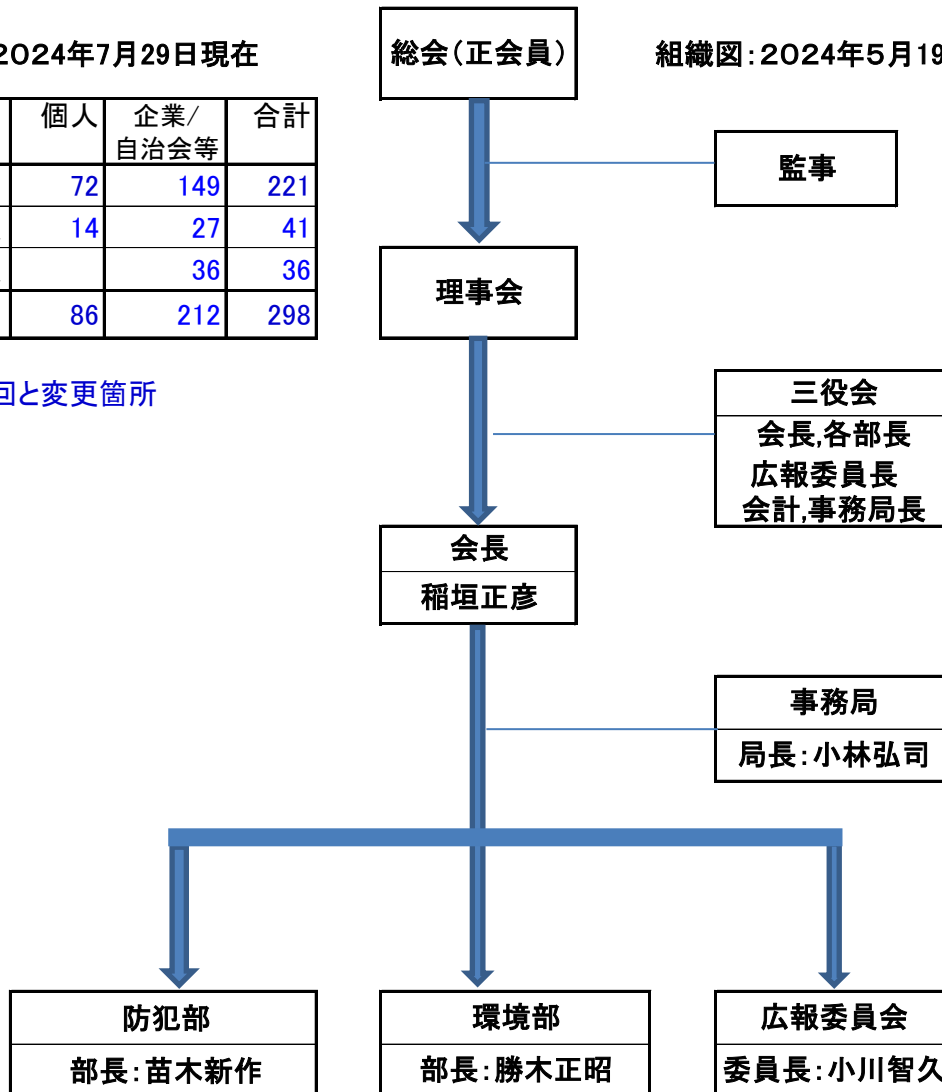 2024年7月29日現在
総会(正会員)
組織図:2024年5月19
個人 企業/ 合計
自治会等
72 149 221
14 27 41
36 36
86 212 298
監事
理事会
回と変更箇所
三役会
会長,各部長
広報委員長
会計,事務局長
会長
稲垣正彦
事務局
局長:小林弘司
防犯部 環境部 広報委員会
部長:苗木新作 部長:勝木正昭 委員長:小川智久